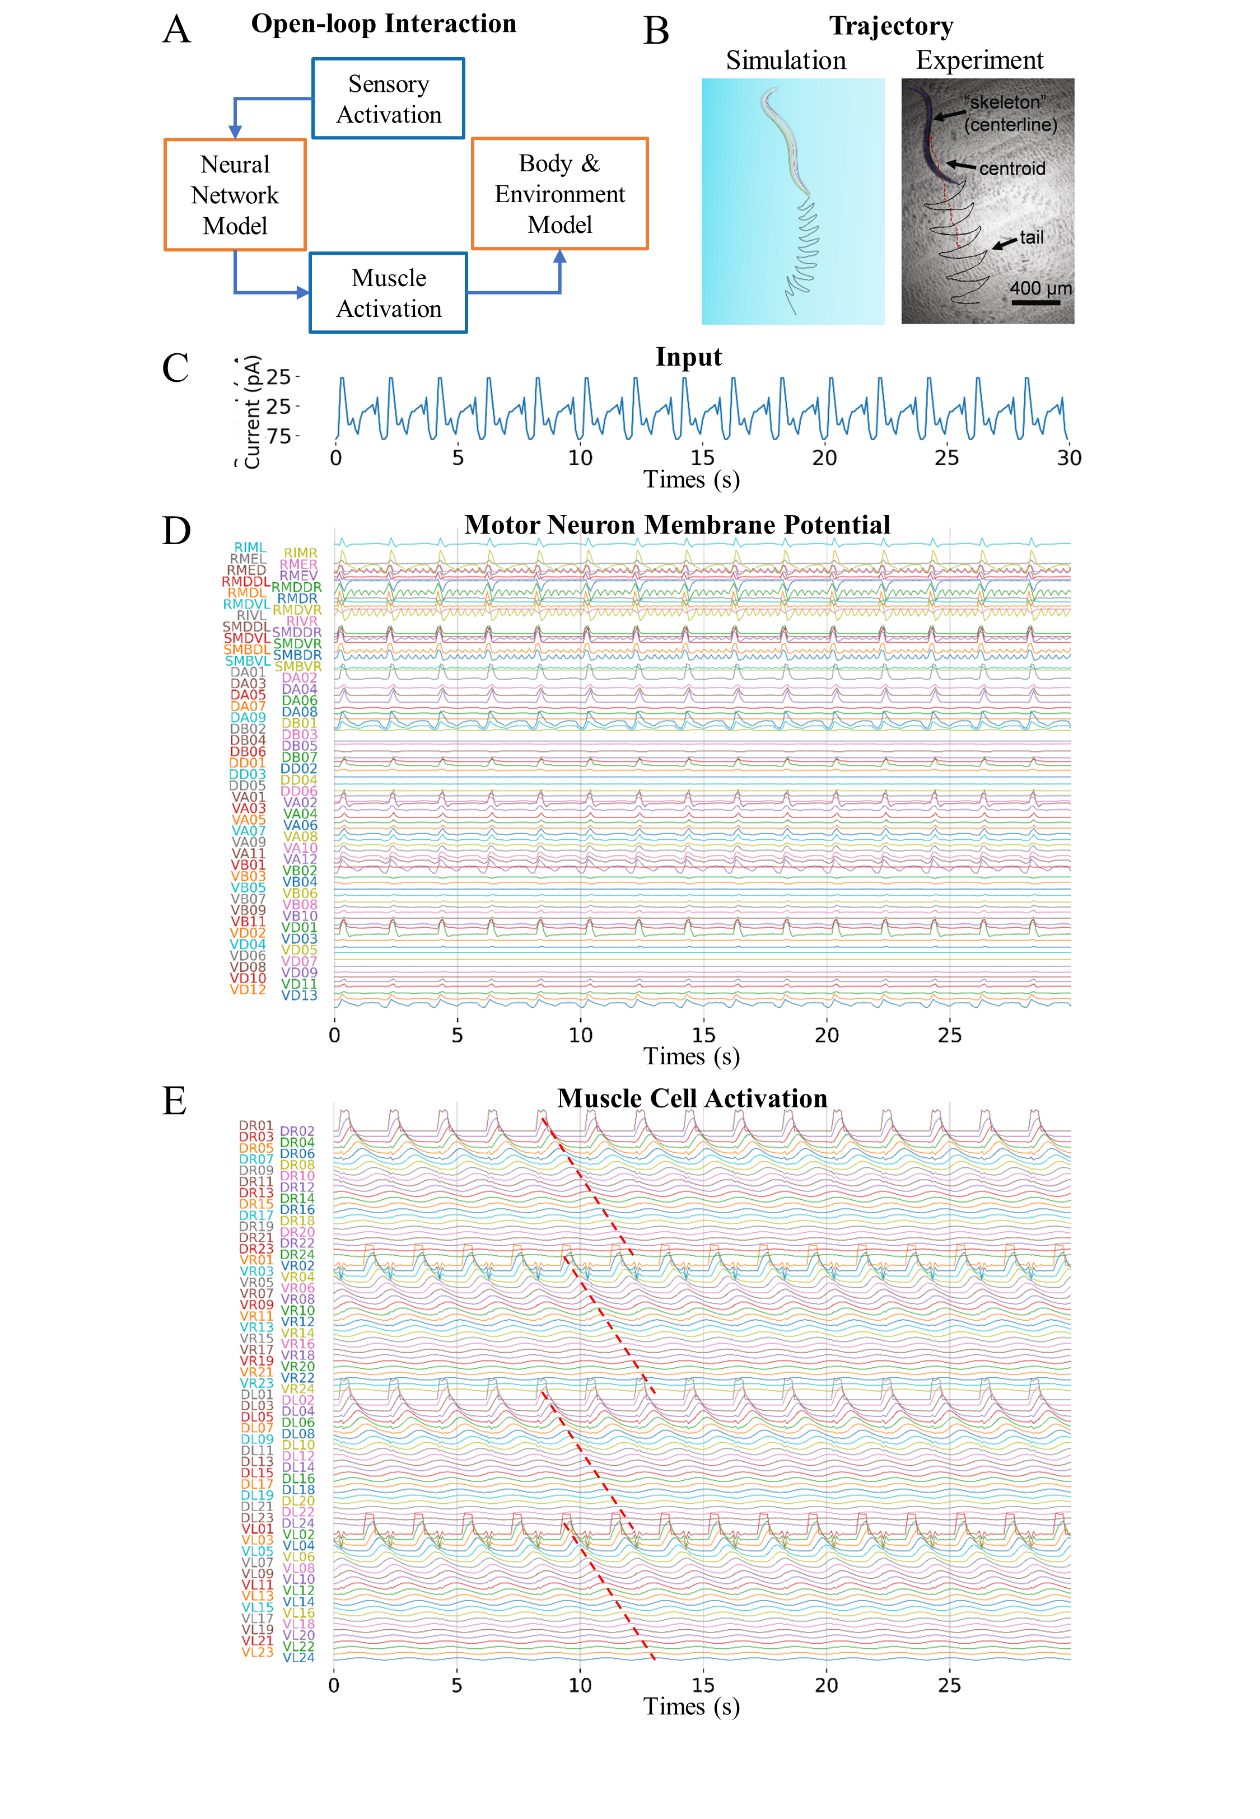 A
Open-loop Interaction
Sensory
Activation
Neural
Network
Model
Body &
Environment
Model
Muscle
Activation
B
Trajectory
Simulation
Experiment
"skeleton"
(centerline)
centroid
tail
400 μm
C
Input
Current (pA)
25
25
75
0 5 10 15 20 25 30
Times (s)
D
Motor Neuron Membrane Potential
RIML RIMR
RMEL RMER
RMED RMEV
RMDDL RMDDR
RMDL RMDR
RMDVL RMDVR
RIVL RIVR
SMDDL SMDDR
SMDVL SMDVR
SMBDL SMBDR
SMBVL SMBVR
DA01 DA02
DA03 DA04
DA05 DA06
DA07 DA08
DA09 DB01
DB02 DB03
DB04 DB05
DB06 DB07
DD01 DD02
DD03 DD04
DD05 DD06
VA01 VA02
VA03 VA04
VA05 VA06
VA07 VA08
VA09 VA10
VA11 VA12
VB01 VB02
VB03 VB04
VB05 VB06
VB07 VB08
VB09 VB10
VB11 VD01
VD02 VD03
VD04 VD05
VD06 VD07
VD08 VD09
VD10 VD11
VD12 VD13
0 5 10 15 20 25
Times (s)
E
Muscle Cell Activation
DR01 DR02
DR03 DR04
DR05 DR06
DR07 DR08
DR09 DR10
DR11 DR12
DR13 DR14
DR15 DR16
DR17 DR18
DR19 DR20
DR21 DR22
DR23 DR24
VR01 VR02
VR03 VR04
VR05 VR06
VR07 VR08
VR09 VR10
VR11 VR12
VR13 VR14
VR15 VR16
VR17 VR18
VR19 VR20
VR21 VR22
VR23 VR24
DL01 DL02
DL03 DL04
DL05 DL06
DL07 DL08
DL09 DL10
DL11 DL12
DL13 DL14
DL15 DL16
DL17 DL18
DL19 DL20
DL21 DL22
DL23 DL24
VL01 VL02
VL03 VL04
VL05 VL06
VL07 VL08
VL09 VL10
VL11 VL12
VL13 VL14
VL15 VL16
VL17 VL18
VL19 VL20
VL21 VL22
VL23 VL24
0 5 10 15 20 25
Times (s)